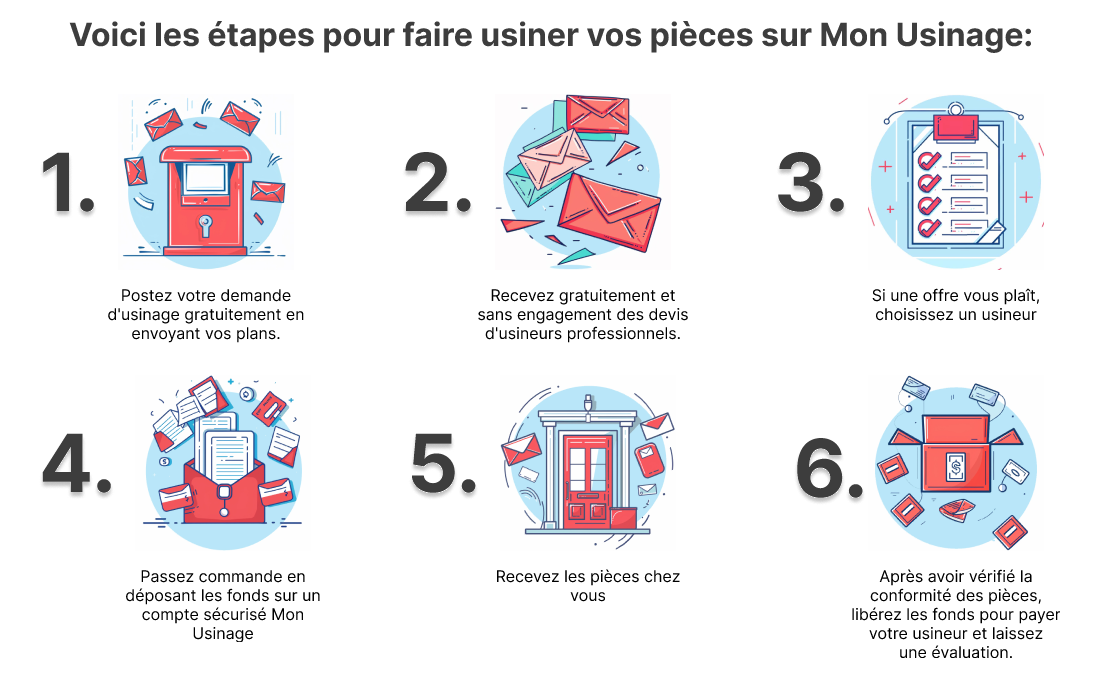 Voici les étapes pour faire usiner vos pièces sur Mon Usinage:
1.
Postez votre demande
d'usinage gratuitement en
envoyant vos plans.
2.
Recevez gratuitement et
sans engagement des devis
d'usineurs professionnels.
3.
Si une offre vous plaît,
choisissez un usineur
4.
Passez commande en
déposant les fonds sur un
compte sécurisé Mon
Usinage
5.
Recevez les pièces chez
vous
6.
$
Après avoir vérifié la
conformité des pièces,
libérez les fonds pour payer
votre usineur et laissez
une évaluation.